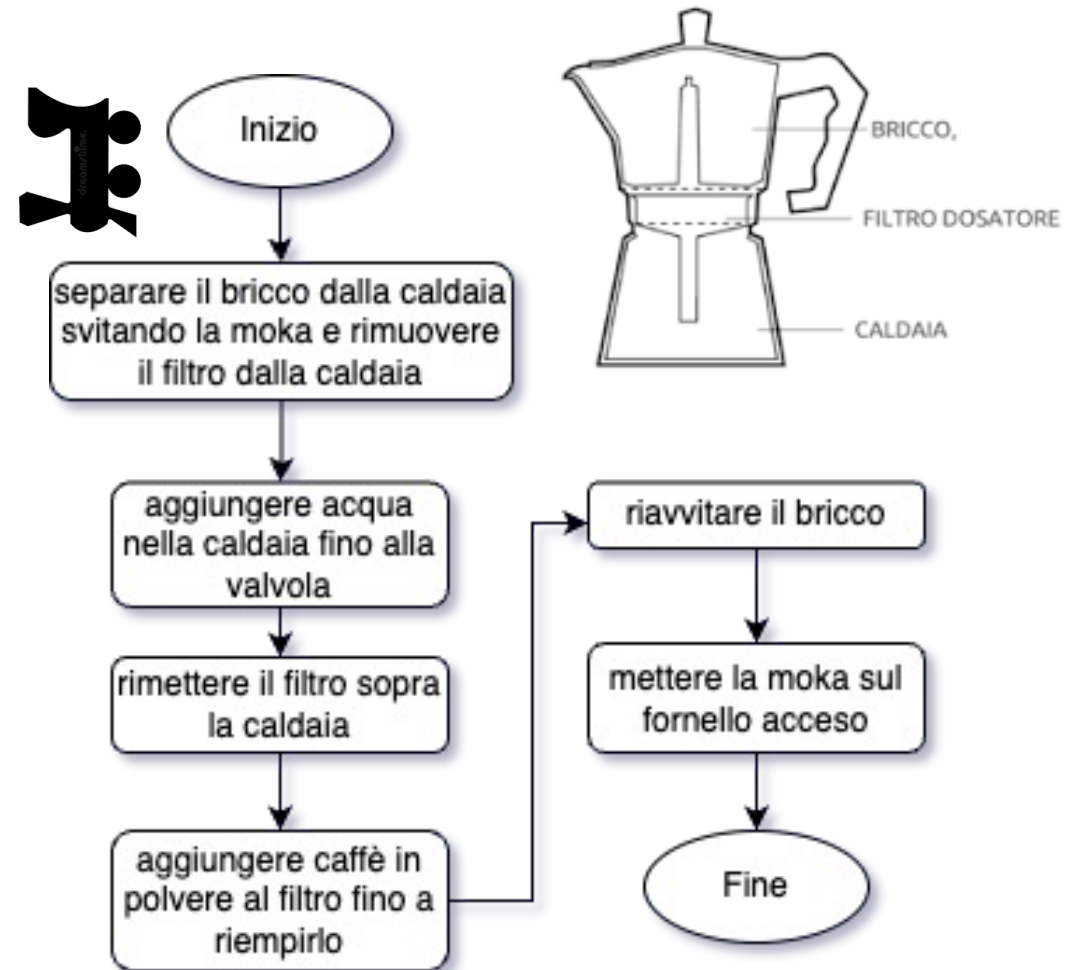 Inizio
separare il bricco dalla caldaia
svitando la moka e rimuovere
il filtro dalla caldaia
aggiungere acqua
nella caldaia fino alla
valvola
rimettere il filtro sopra
la caldaia
aggiungere caffè in
polvere al filtro fino a
riempirlo
riavvitare il bricco
mettere la moka sul
fornello acceso
Fine
BRICCO,
FILTRO DOSATORE
CALDAIA
dreamstime.